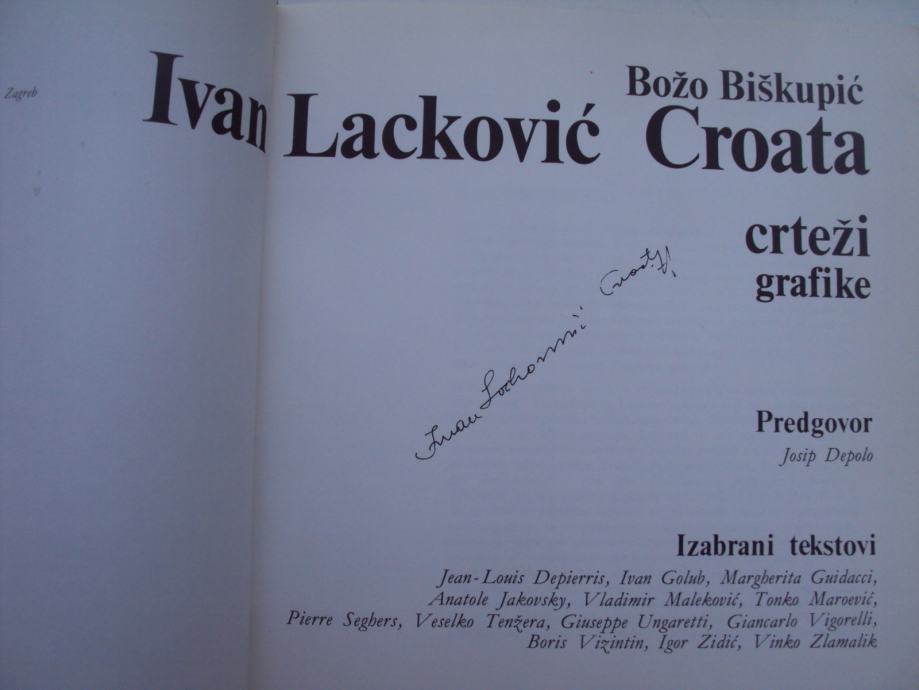 Zagreb
Božo Biškupić
Ivan Lacković Croata
crteži
grafike
Ivan Lacković Croata
Predgovor
Josip Depolo
Izabrani tekstovi
Jean-Louis Depierris, Ivan Golub, Margherita Guidacci,
Anatole Jakovsky, Vladimir Maleković, Tonko Maroević,
Pierre Seghers, Veselko Tenžera, Giuseppe Ungaretti, Giancarlo Vigorelli,
Boris Vizintin, Igor Zidić, Vinko Zlamalik